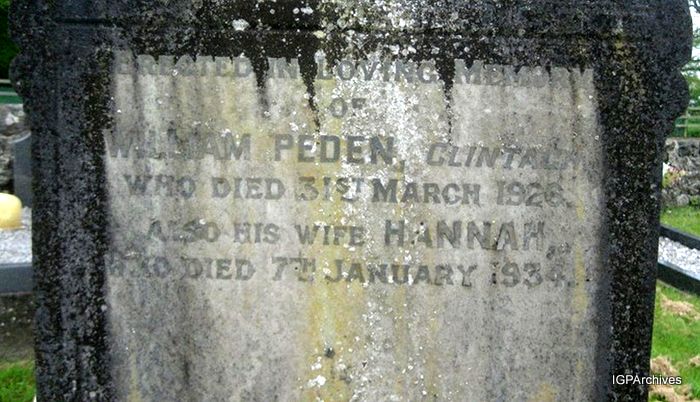 ERECTED IN LOVING MEMORY
OF
WILLIAM PEDEN, CLINTAGH
WHO DIED 31ST MARCH 1926.
ALSO HIS WIFE HANNAH,
WHO DIED 7TH JANUARY 1934.
IGPArchives